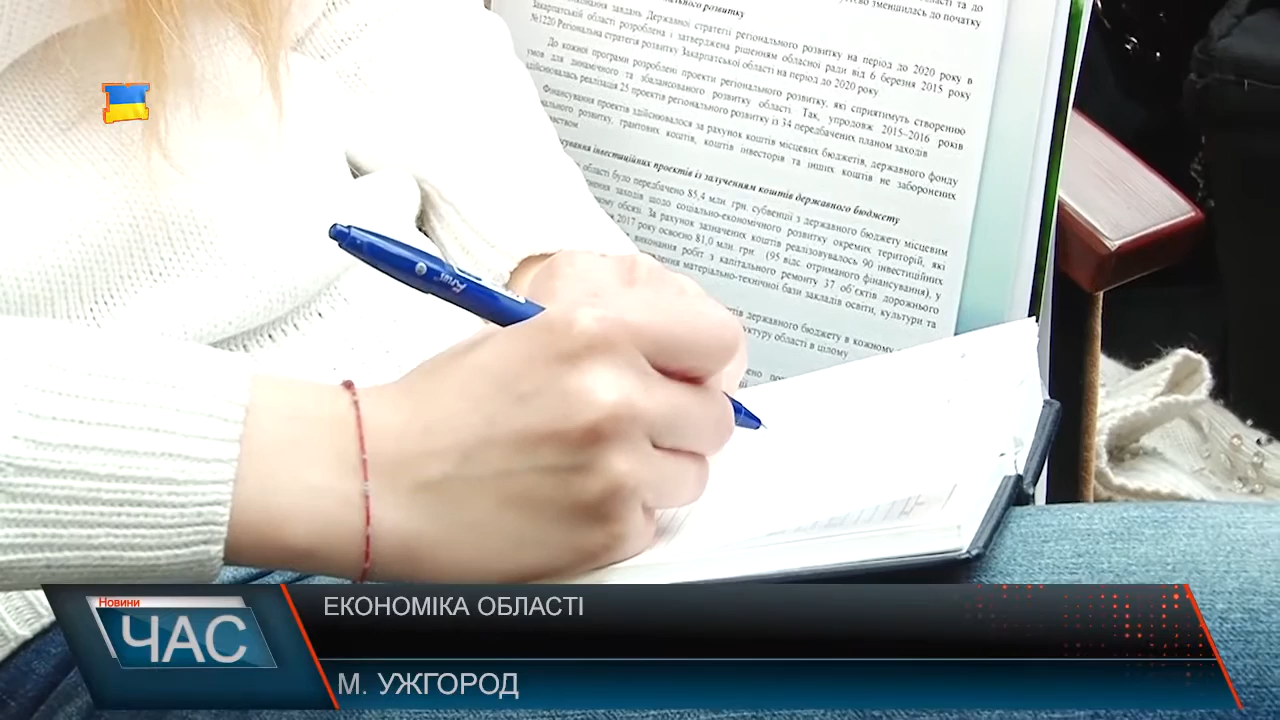 зменшилась до початку
розвитку
завдань Державної стратегії регіонального розвитку на період до 2020 року в
Закарпатській області розроблена і затверджена рішенням обласної ради від 6 березня 2015 року
№1220 Регіональна стратегія розвитку Закарпатської області на період до 2020 року
До кожної програми розроблено проекти регіонального розвитку, які сприятимуть створенню
умов для динамічного та збалансованого розвитку області. Так, упродовж 2015–2016 років
здійснювалась реалізація 25 проектів регіонального розвитку із 34 передбачених планом заходів
Фінансування проектів здійснювалося за рахунок коштів місцевих бюджетів, державного фонду
розвитку, грантових коштів, коштів інвесторів та інших коштів не заборонених
інвестиційних проектів із залученням коштів державного бюджету
області було передбачено 85,4 млн. грн. субвенції з державного бюджету місцевим
заходів щодо соціально-економічного розвитку окремих територій, які
обсязі. За рахунок зазначених коштів реалізовувалось 90 інвестиційних
2017 року освоєно 81,0 млн. грн. (95 відс. отриманого фінансування), у
виконання робіт з капітального ремонту 37 об'єктів дорожнього
матеріально-технічної бази закладів освіти, культури та
державного бюджету в кожному
області в цілому
Новини
ЧАС
ЕКОНОМІКА ОБЛАСТІ
М. УЖГОРОД